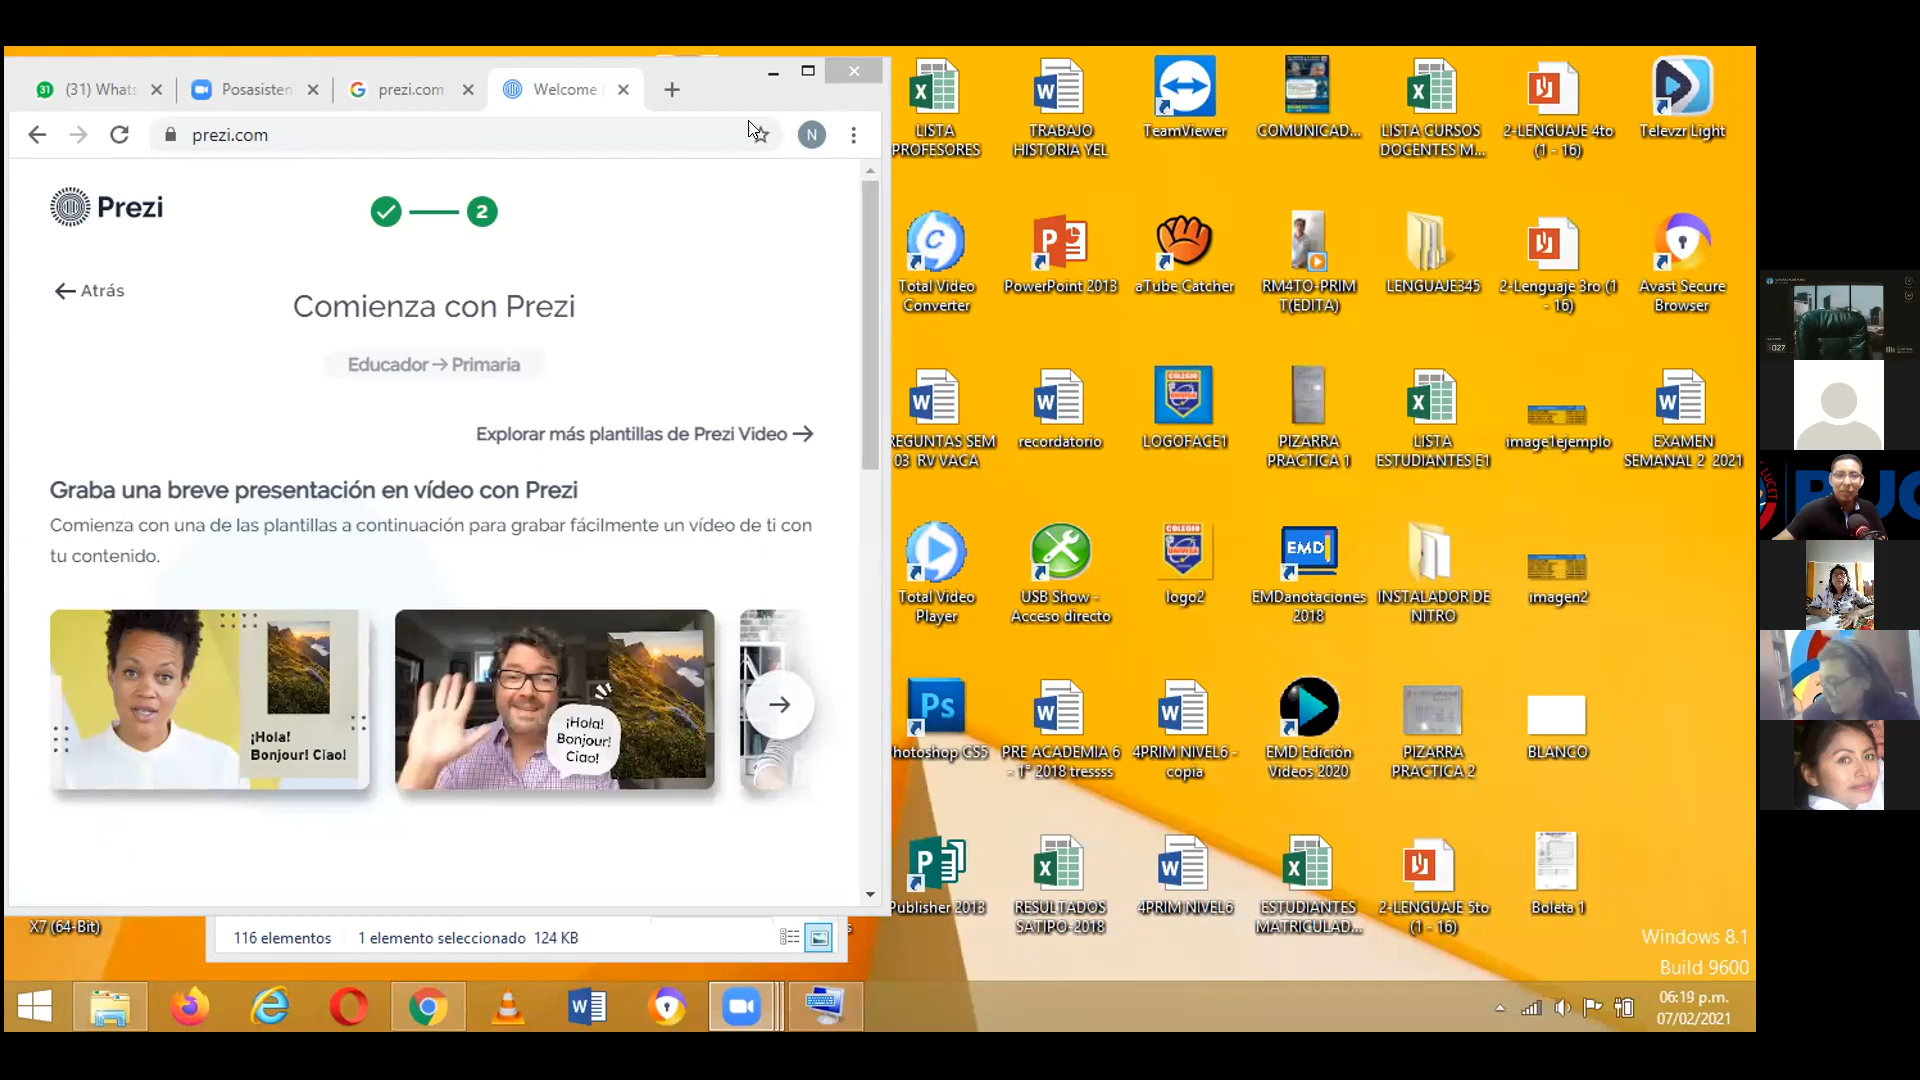 (31) Whats
Posasisten
prezi.com
Welcome
prezi.com
N
Prezi
2
Atrás
Comienza con Prezi
Educador → Primaria
Explorar más plantillas de Prezi Video →
Graba una breve presentación en vídeo con Prezi
Comienza con una de las plantillas a continuación para grabar fácilmente un vídeo de ti con
tu contenido.
¡Hola!
Bonjour! Ciao!
¡Hola!
Bonjour!
Ciao!
X7 (64-Bit)
116 elementos
1 elemento seleccionado 124 KB
LISTA
PROFESORES
TRABAJO
HISTORIA YEL
TeamViewer
COMUNICAD...
LISTA CURSOS
DOCENTES M...
2-LENGUAJE 4to
(1 - 16)
Televzr Light
Total Video
Converter
PowerPoint 2013
aTube Catcher
RM4TO-PRIM
T(EDITA)
LENGUAJE345
2-Lenguaje 3ro (1
- 16)
Avast Secure
Browser
REGUNTAS SEM
03 RV VACA
recordatorio
COLEGIO
UNIVISA
LOGOFACE1
PIZARRA
PRACTICA 1
LISTA
ESTUDIANTES E1
image1ejemplo
EXAMEN
SEMANAL 2 2021
Total Video
Player
USB Show -
Acceso directo
COLEGIO
UNIVISA
logo2
EMD
EMDanotaciones
2018
INSTALADOR DE
NITRO
imagen2
Ps
hotoshop CS5
PRE ACADEMIA 6
- 1° 2018 tressss
4PRIM NIVEL6 -
copia
EMD Edición
Videos 2020
PIZARRA
PRACTICA 2
BLANCO
Publisher 2013
RESULTADOS
SATIPO-2018
4PRIM NIVEL6
ESTUDIANTES
MATRICULAD...
2-LENGUAJE 5to
(1 - 16)
Boleta 1
Windows 8.1
Build 9600
06:19 p.m.
07/02/2021
027
LUCET